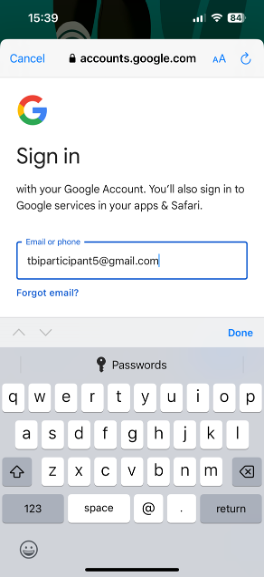 15:39
84
Cancel
accounts.google.com
AA
G
Sign in
with your Google Account. You’ll also sign in to
Google services in your apps & Safari.
Email or phone
tbiparticipant5@gmail.com
Forgot email?
Done
Passwords
q w e r t y u i o p
a s d f g h j k l
z x c v b n m
123 space @ . return